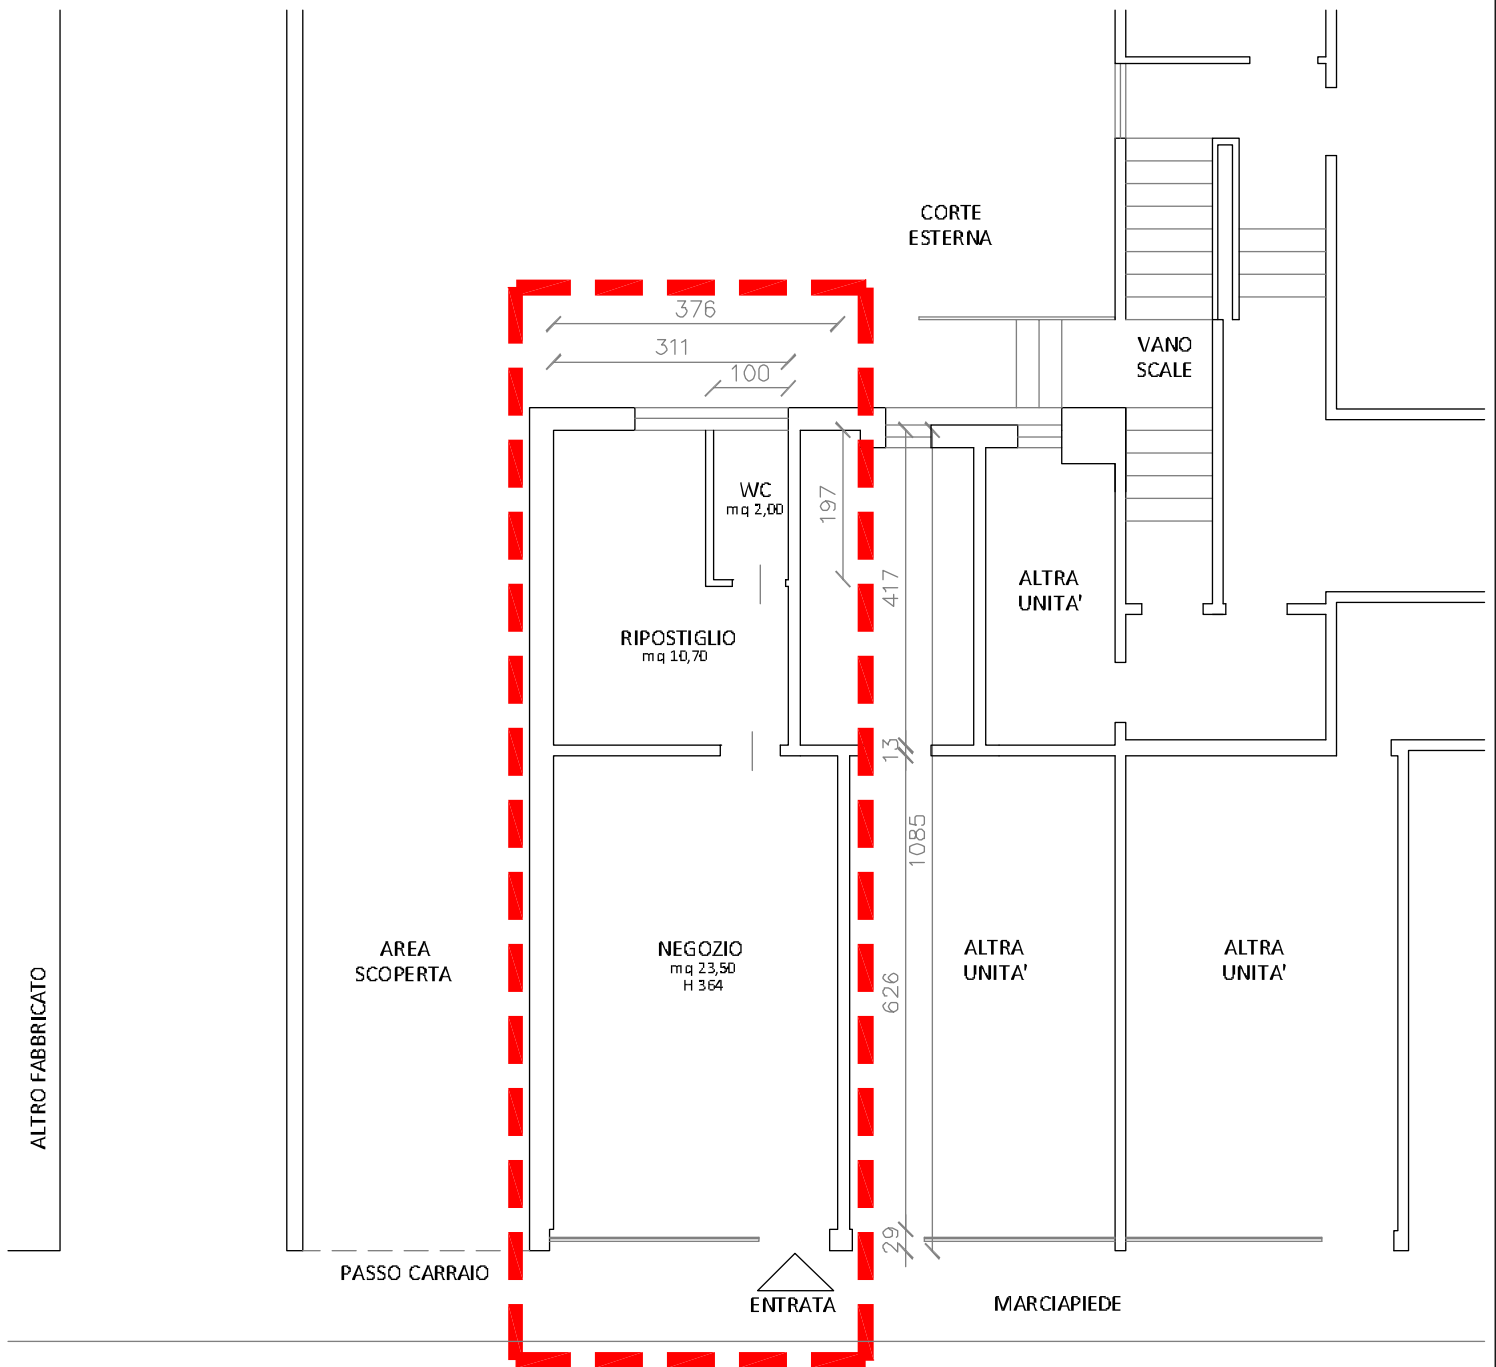 CORTE
ESTERNA
376
311
100
VANO
SCALE
WC
mq 2,00
197
417
ALTRA
UNITA'
RIPOSTIGLIO
mq 10,70
13
1085
AREA
SCOPERTA
NEGOZIO
mq 23,50
H 364
626
ALTRA
UNITA'
ALTRA
UNITA'
ALTRO FABBRICATO
29
PASSO CARRAIO
ENTRATA
MARCIAPIEDE